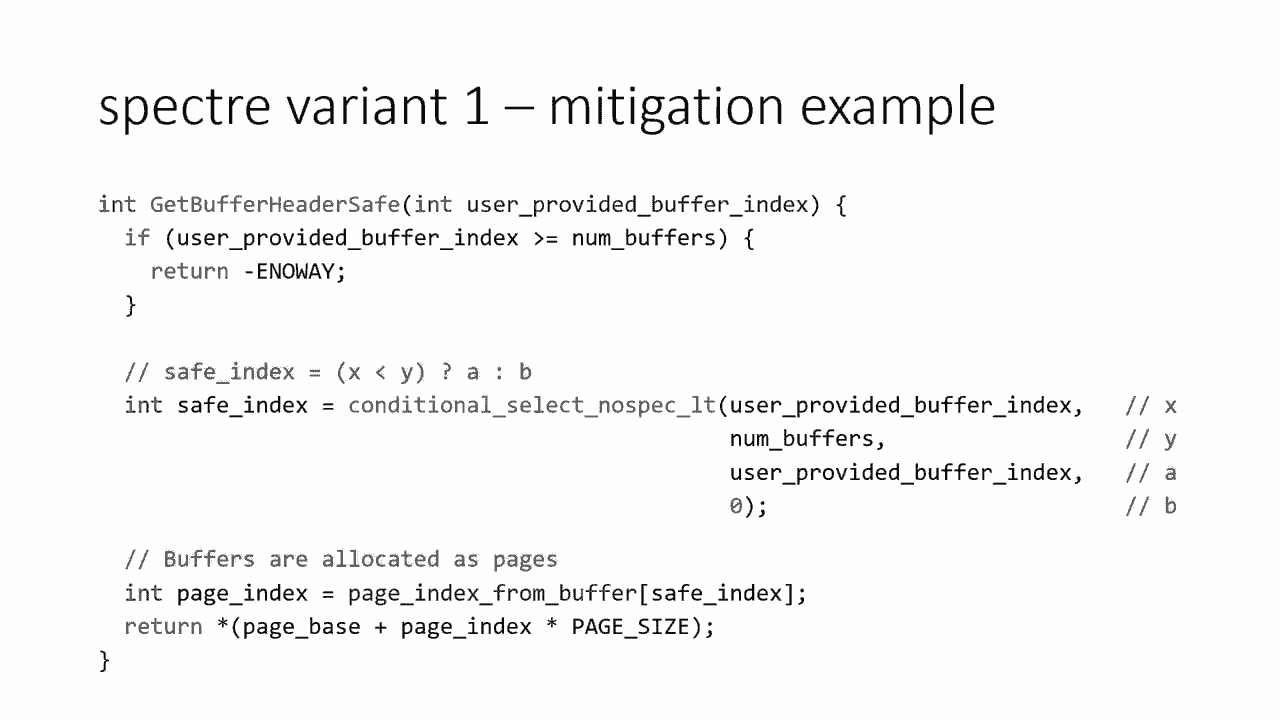 spectre variant 1 – mitigation example
int GetBufferHeaderSafe(int user_provided_buffer_index) {
if (user_provided_buffer_index >= num_buffers) {
return -ENOWAY;
}
// safe_index = (x < y) ? a : b
int safe_index = conditional_select_nospec_lt(user_provided_buffer_index, // x
num_buffers, // y
user_provided_buffer_index, // a
0); // b
// Buffers are allocated as pages
int page_index = page_index_from_buffer[safe_index];
return *(page_base + page_index * PAGE_SIZE);
}